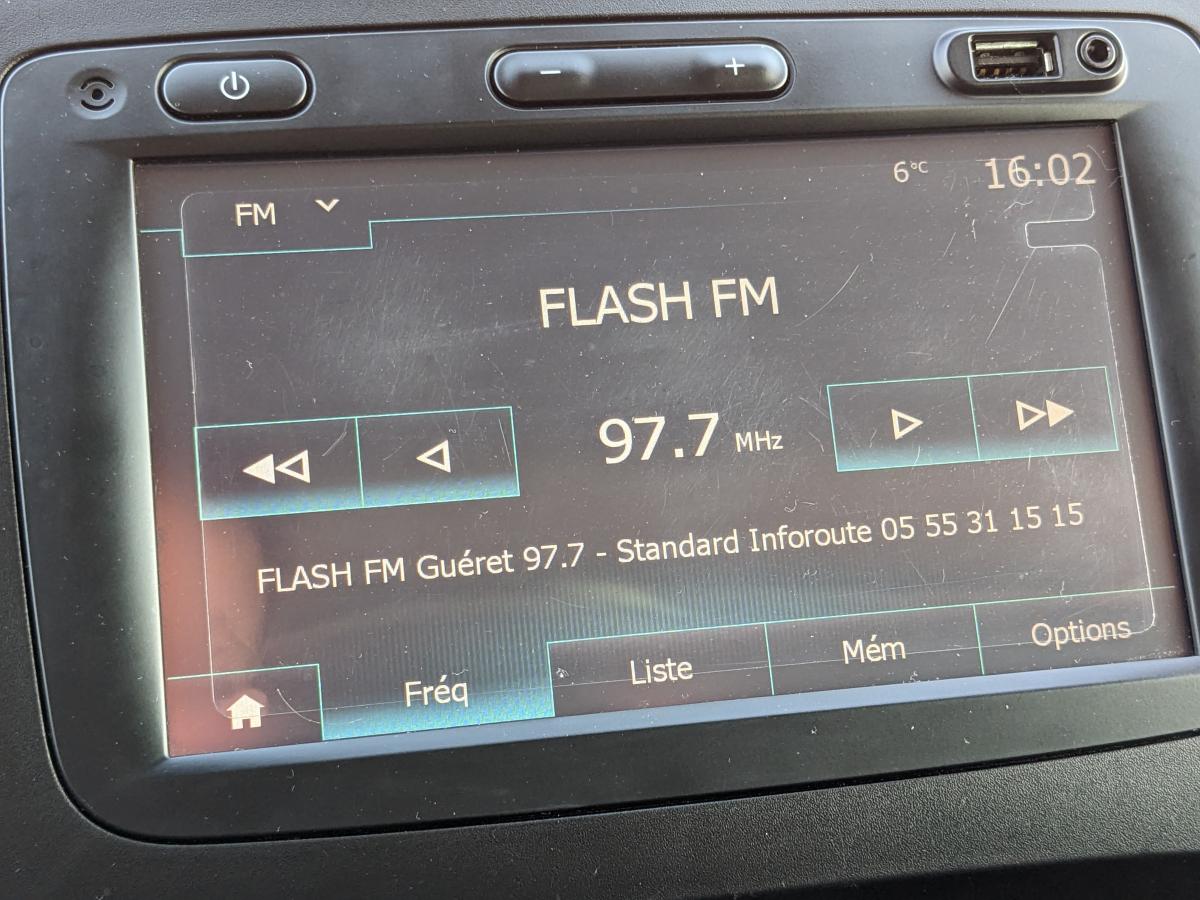 6°C 16:02
FM
FLASH FM
97.7 MHz
FLASH FM Guéret 97.7 - Standard Inforoute 05 55 31 15 15
Fréq Liste Mém Options